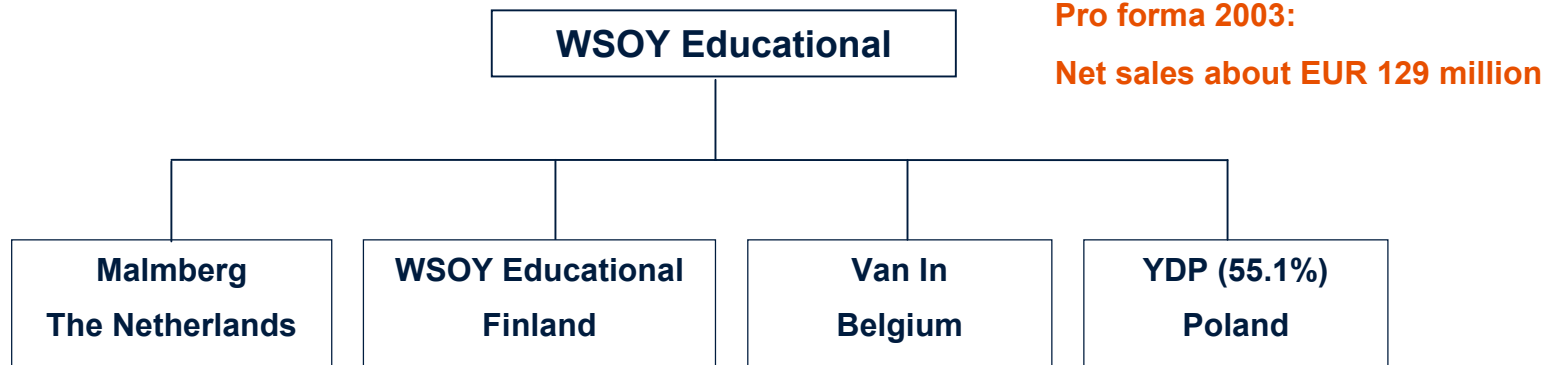 WSOY Educational
Pro forma 2003:
Net sales about EUR 129 million
Malmberg
The Netherlands
WSOY Educational
Finland
Van In
Belgium
YDP (55.1%)
Poland